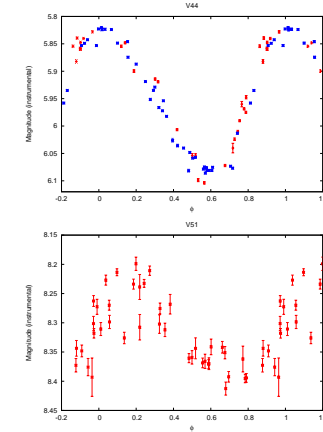 V44
Magnitude (instrumental)
5.8
5.85
5.9
5.95
6
6.05
6.1
-0.2 0 0.2 0.4 0.6 0.8 1 1.2
φ
V51
Magnitude (instrumental)
8.15
8.2
8.25
8.3
8.35
8.4
8.45
-0.2 0 0.2 0.4 0.6 0.8 1 1.2
φ